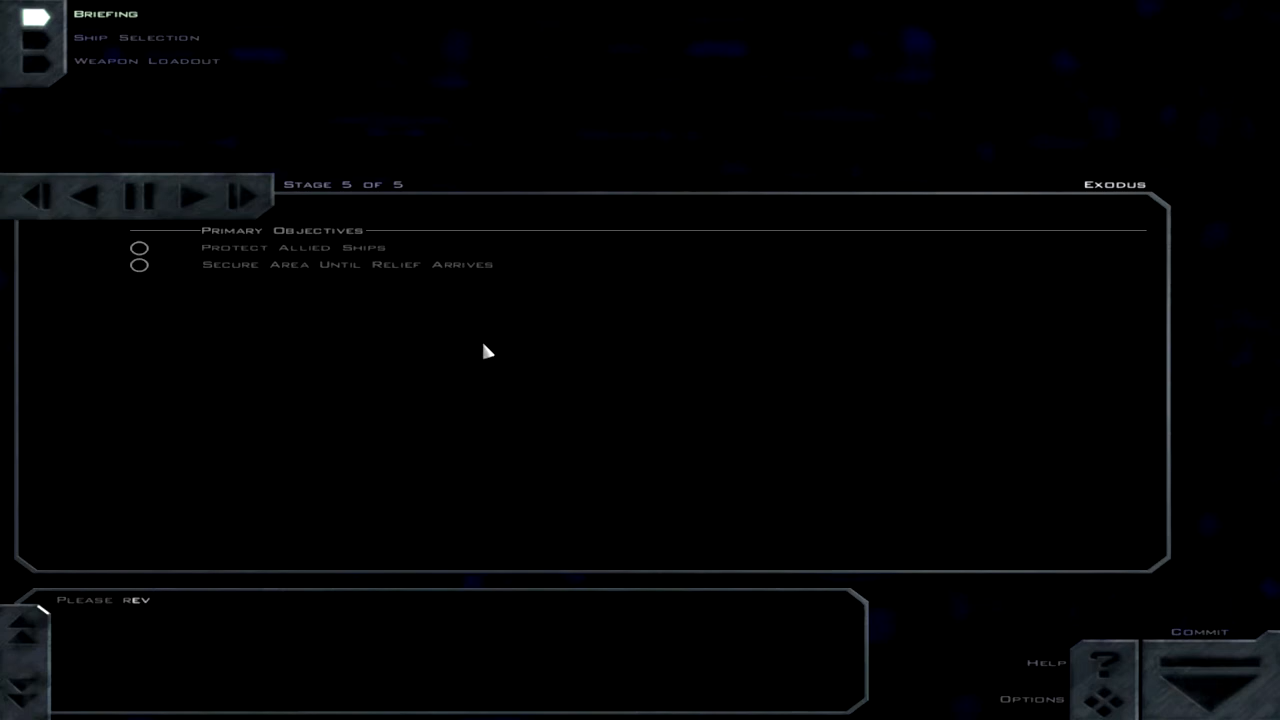 Briefing
Ship Selection
Weapon Loadout
Stage 5 of 5
Exodus
Primary Objectives
Protect Allied Ships
Secure Area Until Relief Arrives
Please rev
Commit
Help
?
Options